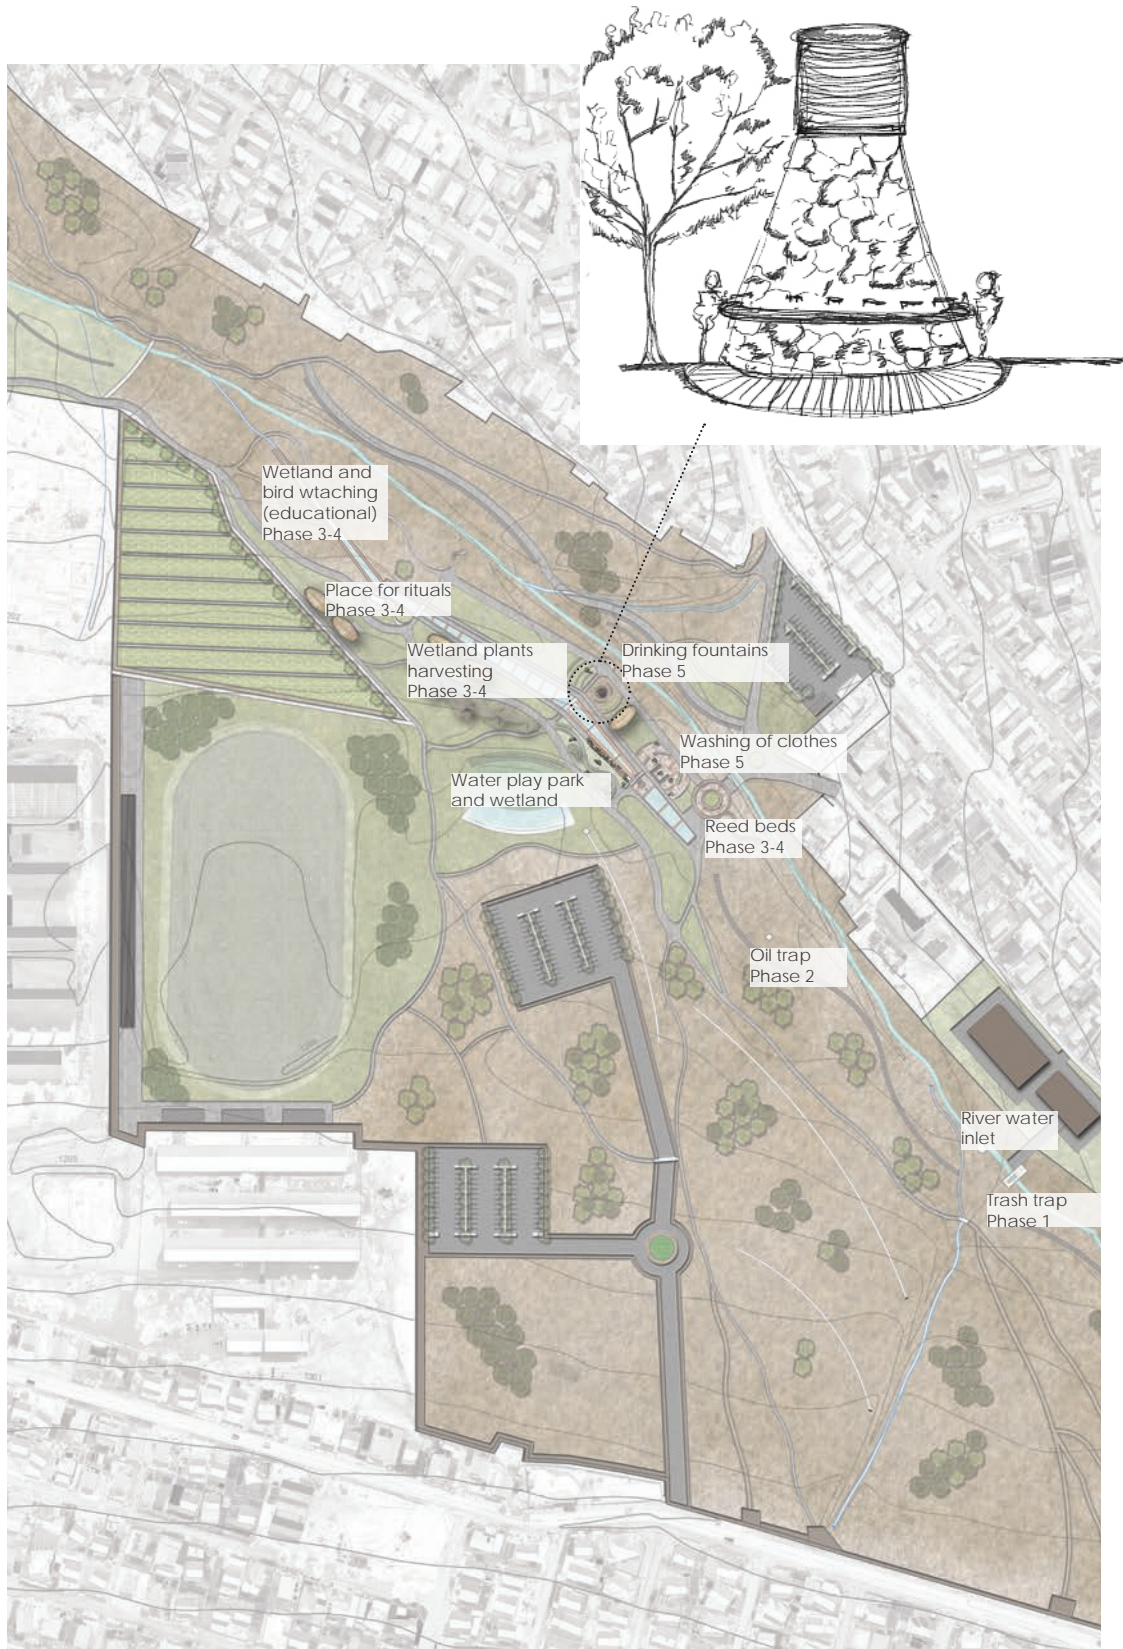 Wetland and
bird wtaching
(educational)
Phase 3-4
Place for rituals
Phase 3-4
Wetland plants
harvesting
Phase 3-4
Drinking fountains
Phase 5
Washing of clothes
Phase 5
Water play park
and wetland
Reed beds
Phase 3-4
Oil trap
Phase 2
River water
inlet
Trash trap
Phase 1
1205